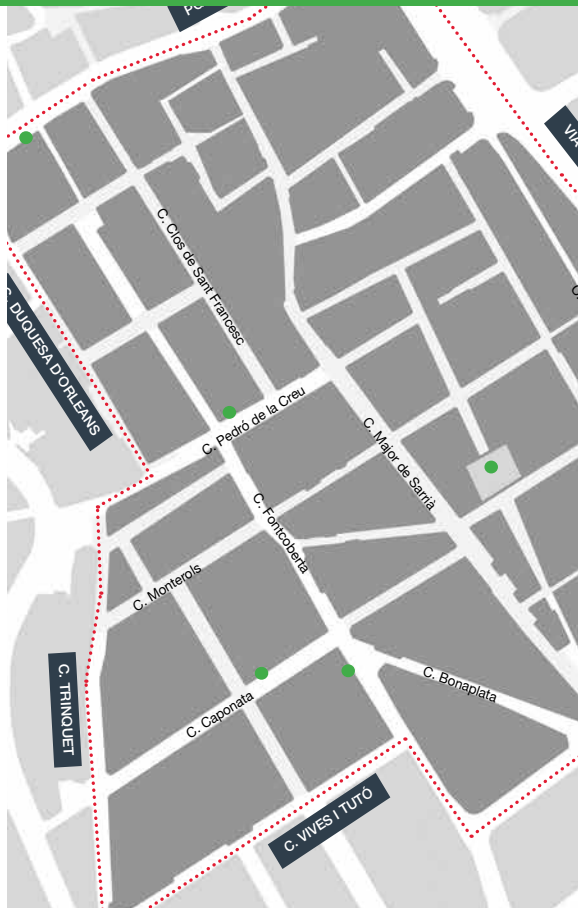 C. Clos de Sant Francesc
DUQUESA D'ORLEANS
C. Pedró de la Creu
C. Major de Sarrià
C. Fontcoberta
C. Monterols
C. TRINQUET
C. Caponata
C. Bonaplata
C. VIVES I TUTÓ